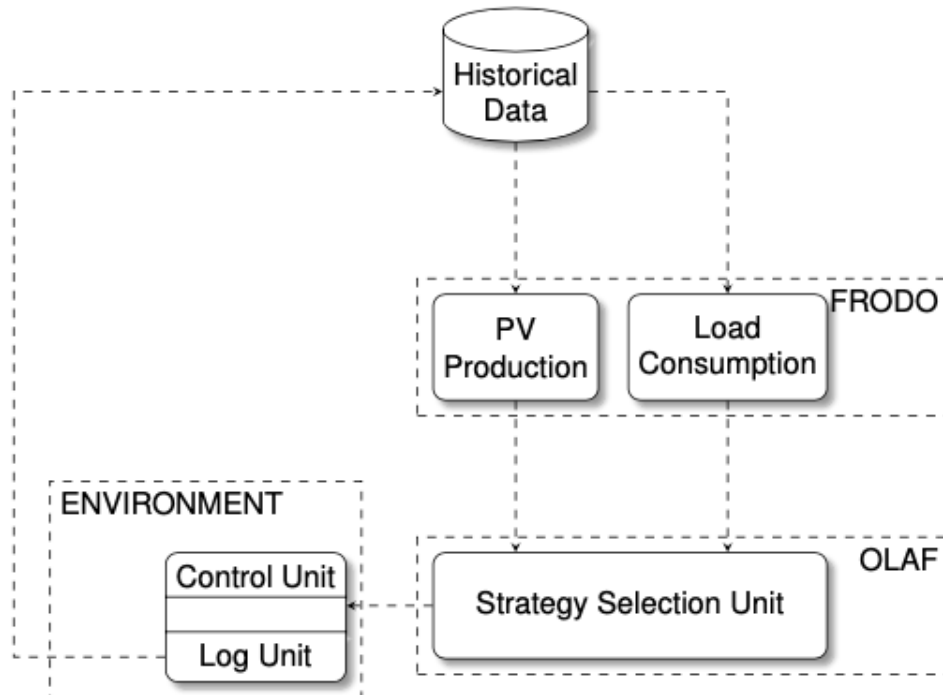 Historical
Data
FRODO
PV
Production
Load
Consumption
ENVIRONMENT
OLAF
Control Unit
Strategy Selection Unit
Log Unit